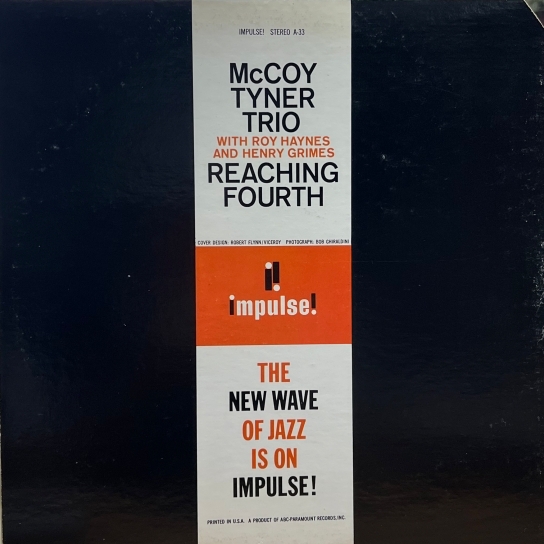 IMPULSE! STEREO A-33
McCOY
TYNER
TRIO
WITH ROY HAYNES
AND HENRY GRIMES
REACHING
FOURTH
COVER DESIGN: ROBERT FLYNN/VICEROY PHOTOGRAPH: BOB GHIRALDINI
i!
impulse!
THE
NEW WAVE
OF JAZZ
IS ON
IMPULSE!
PRINTED IN U.S.A. A PRODUCT OF ABC-PARAMOUNT RECORDS, INC.